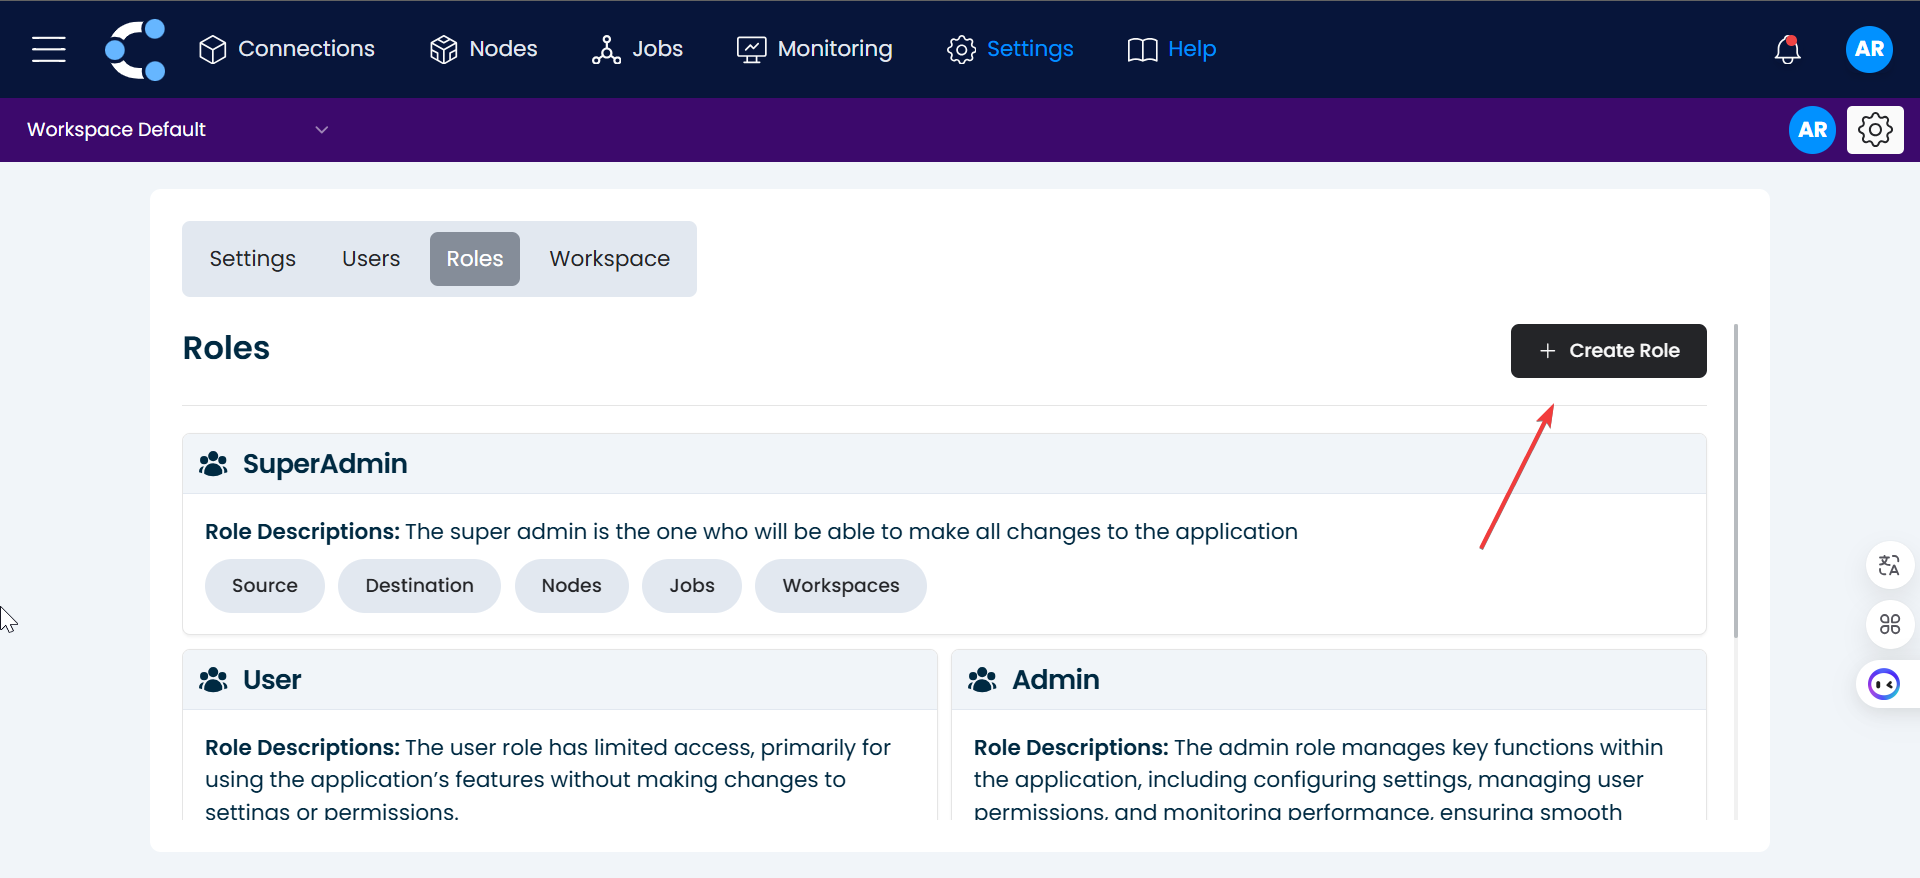 Connections Nodes Jobs Monitoring Settings Help AR
Workspace Default AR
Settings Users Roles Workspace
Roles
+ Create Role
SuperAdmin
Role Descriptions: The super admin is the one who will be able to make all changes to the application
Source Destination Nodes Jobs Workspaces
User
Role Descriptions: The user role has limited access, primarily for
using the application’s features without making changes to
settings or permissions.
Admin
Role Descriptions: The admin role manages key functions within
the application, including configuring settings, managing user
permissions, and monitoring performance, ensuring smooth